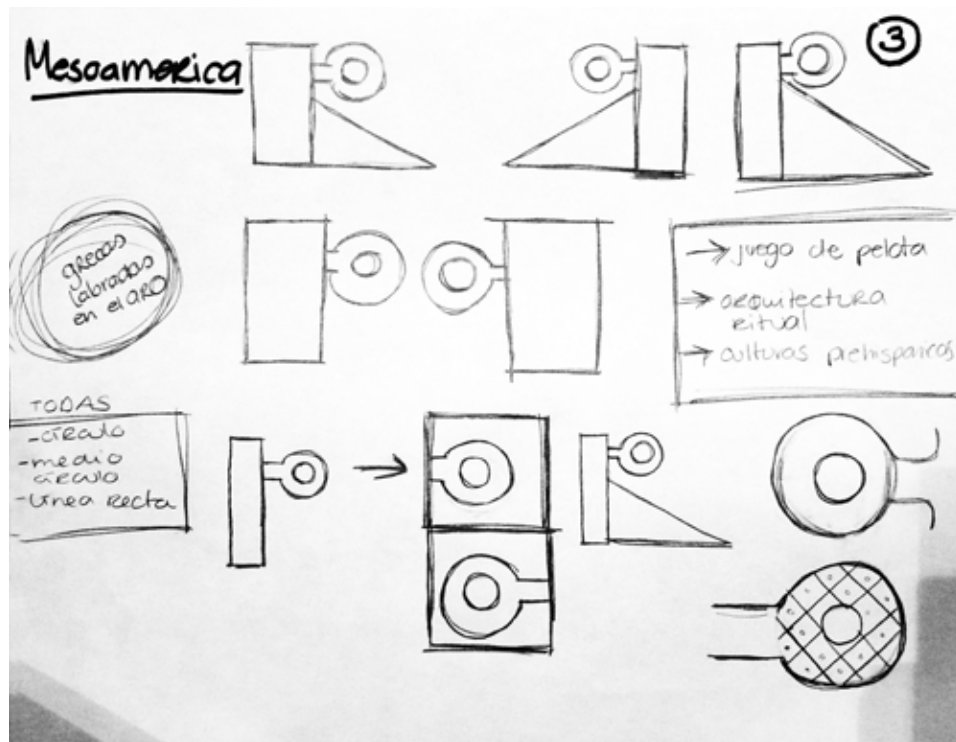 Mesoamerica
3
grecas
labradas
en el aro
→ juego de pelota
→ arquitectura
ritual
→ culturas prehispanicas
TODAS
- círculo
- medio
círculo
- línea recta